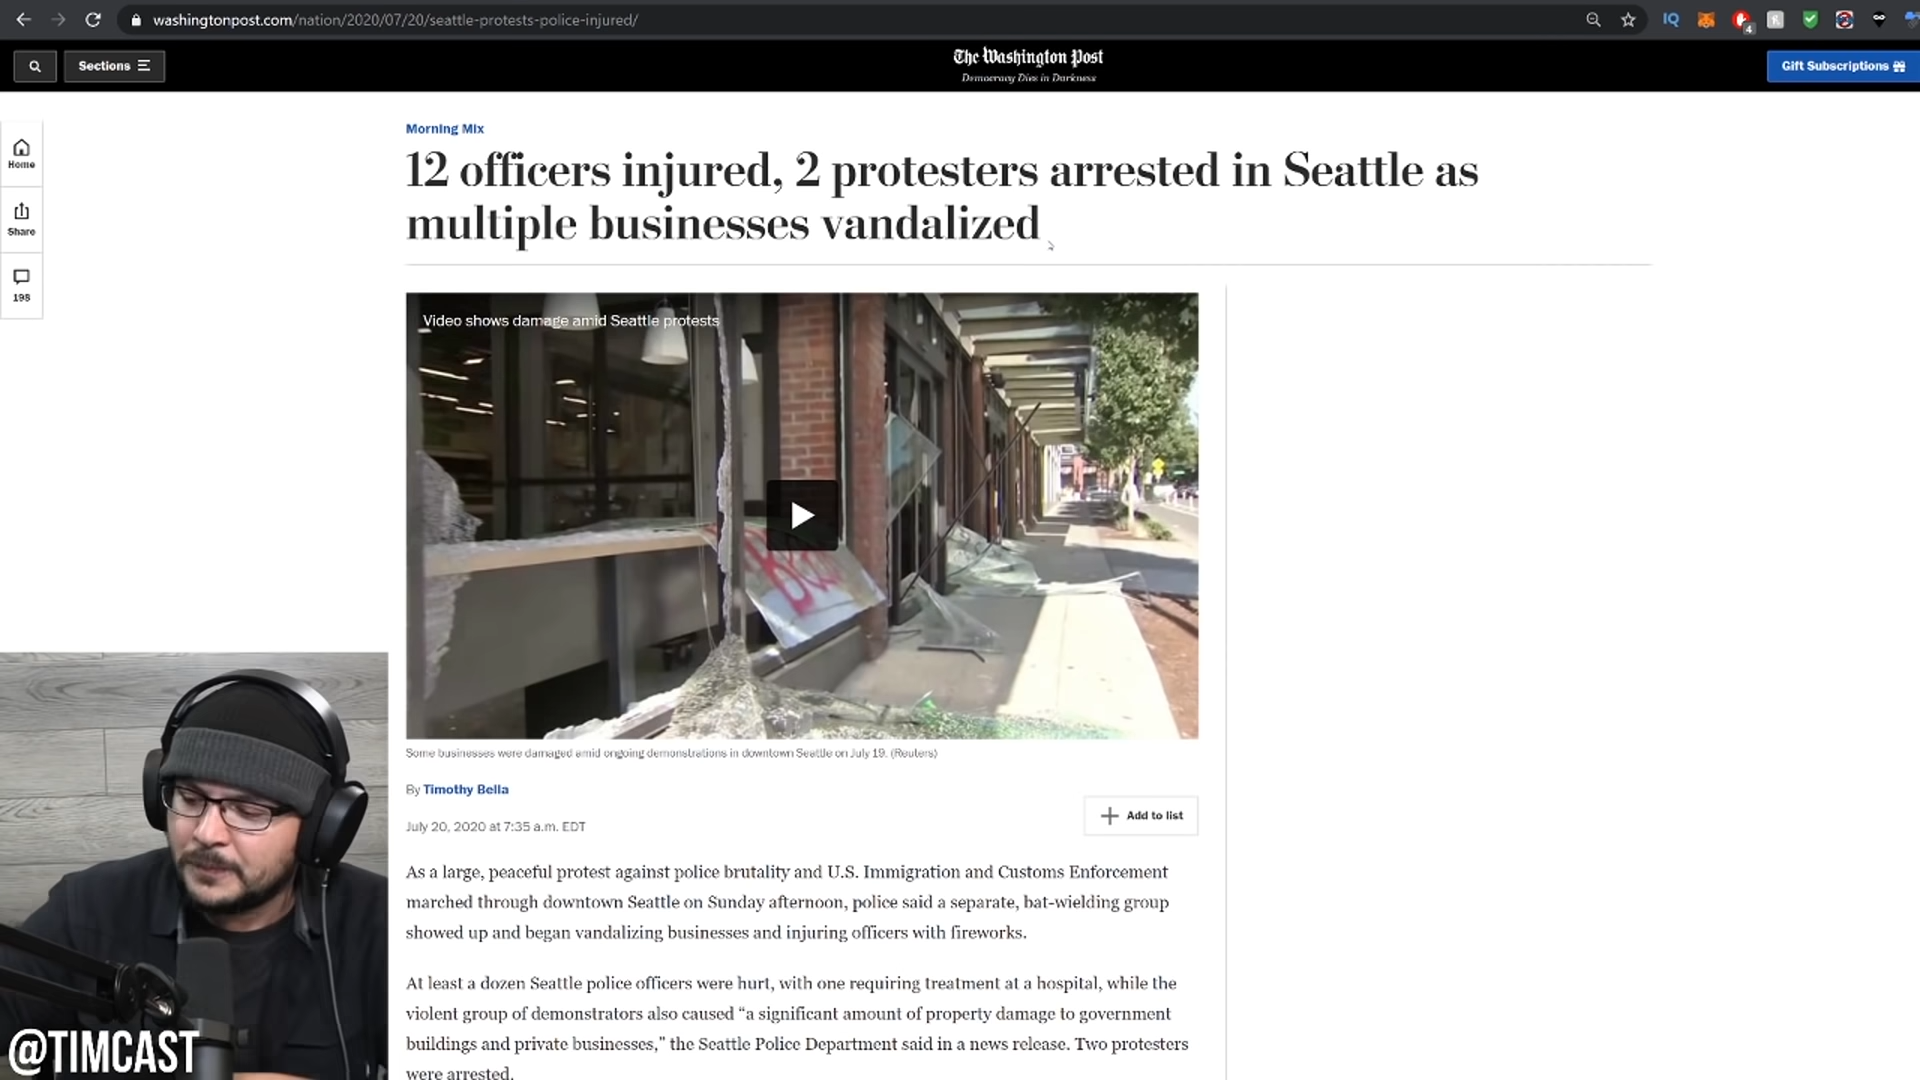 washingtonpost.com/nation/2020/07/20/seattle-protests-police-injured/
IQ
4
Sections
The Washington Post
Democracy Dies in Darkness
Gift Subscriptions
Home
Share
198
Morning Mix
12 officers injured, 2 protesters arrested in Seattle as
multiple businesses vandalized
Video shows damage amid Seattle protests
Some businesses were damaged amid ongoing demonstrations in downtown Seattle on July 19. (Reuters)
By Timothy Bella
July 20, 2020 at 7:35 a.m. EDT
Add to list
As a large, peaceful protest against police brutality and U.S. Immigration and Customs Enforcement
marched through downtown Seattle on Sunday afternoon, police said a separate, bat-wielding group
showed up and began vandalizing businesses and injuring officers with fireworks.
At least a dozen Seattle police officers were hurt, with one requiring treatment at a hospital, while the
violent group of demonstrators also caused “a significant amount of property damage to government
buildings and private businesses,” the Seattle Police Department said in a news release. Two protesters
were arrested.
@TIMCAST